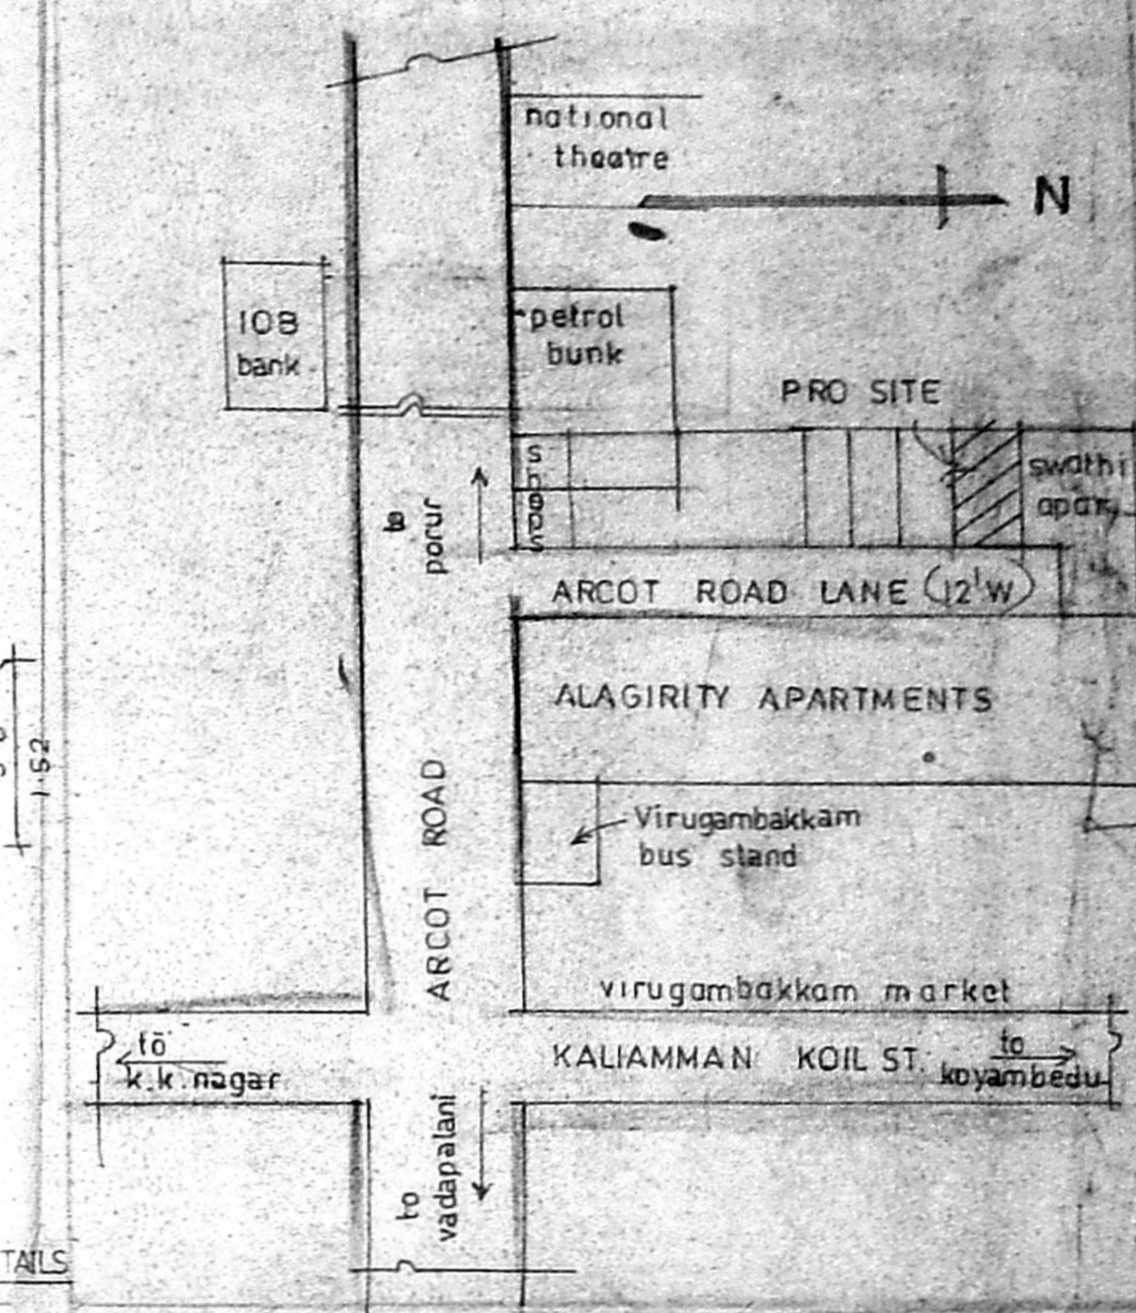 national
theatre
N
IOB
bank
petrol
bunk
PRO SITE
shops
swathi
to
porur
ARCOT ROAD LANE (12'W)
ALAGIRITY APARTMENTS
1.52
ARCOT ROAD
Virugambakkam
bus stand
virugambakkam market
to
k.k.nagar
KALIAMMAN KOIL ST.
to
koyambedu
to
vadapalani
TAILS